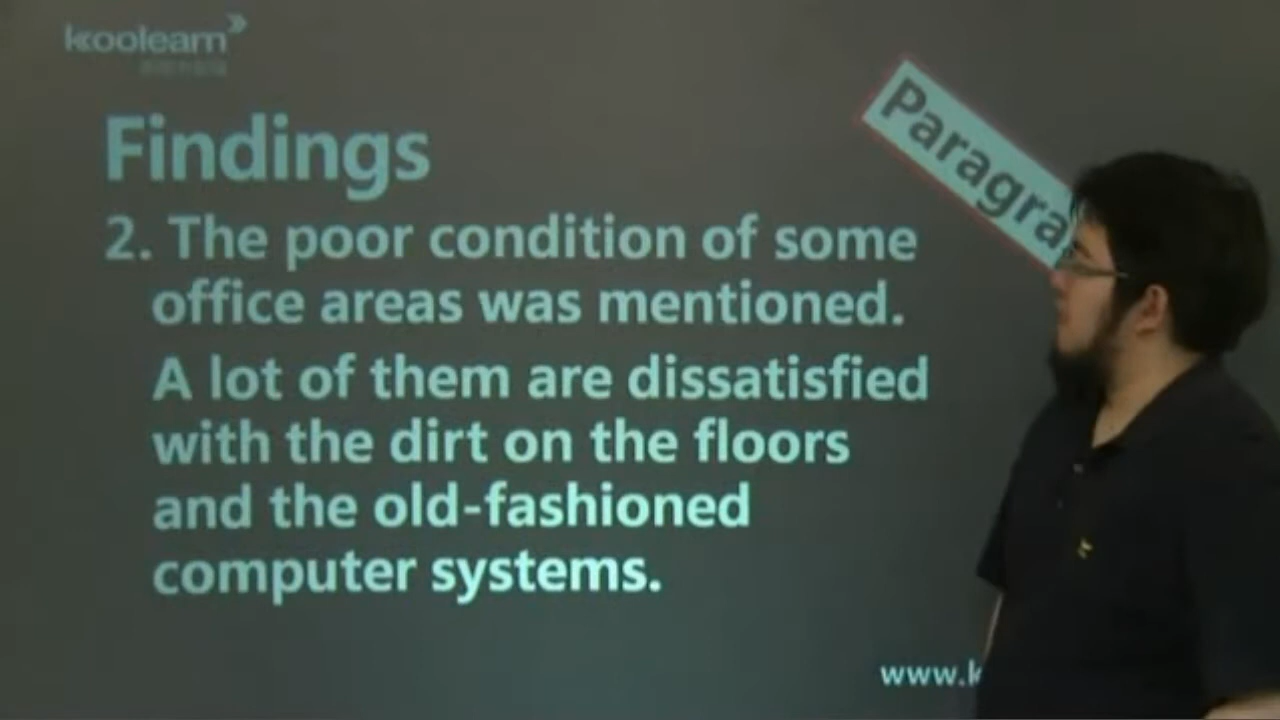 koolearn
Findings
Paragra
2. The poor condition of some
office areas was mentioned.
A lot of them are dissatisfied
with the dirt on the floors
and the old-fashioned
computer systems.
www.k